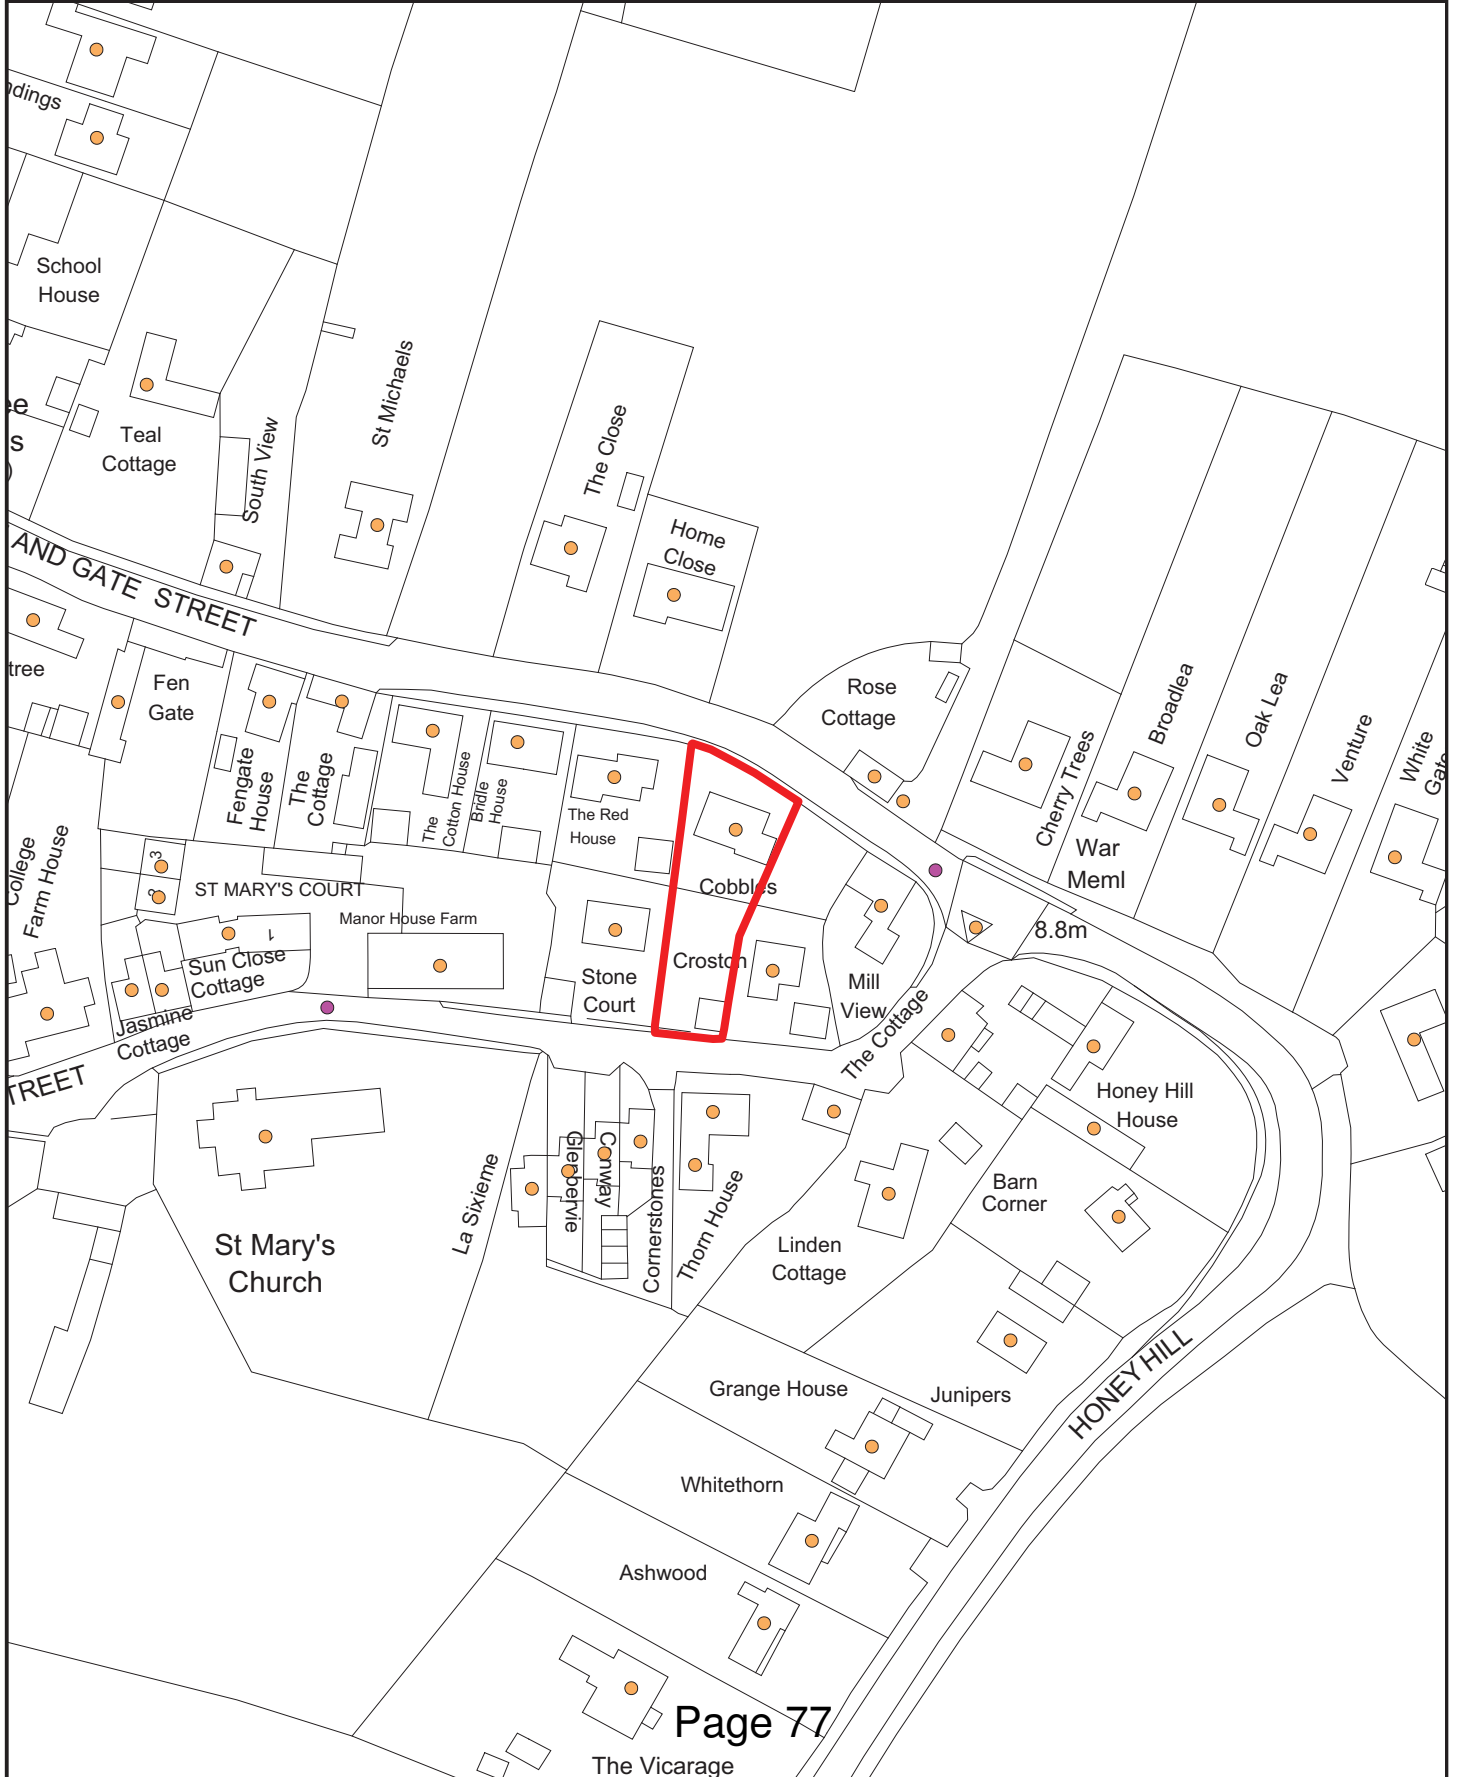 School
House
Teal
Cottage
South View
St Michaels
The Close
Home
Close
AND GATE STREET
tree
Fen
Gate
Fengate
House
The
Cottage
The
Cotton House
Bridle
House
The Red
House
Cobbles
Rose
Cottage
Cherry Trees
Broadlea
Oak Lea
Venture
White
War
Meml
8.8m
College
Farm House
3
ST MARY'S COURT
1
Manor House Farm
Sun Close
Cottage
Jasmine
Cottage
Stone
Court
Croston
Mill
View
The Cottage
TREET
St Mary's
Church
La Sixieme
Glenbervie
Conway
Cornerstones
Thorn House
Linden
Cottage
Honey Hill
House
Barn
Corner
HONEY HILL
Grange House
Junipers
Whitethorn
Ashwood
Page 77
The Vicarage